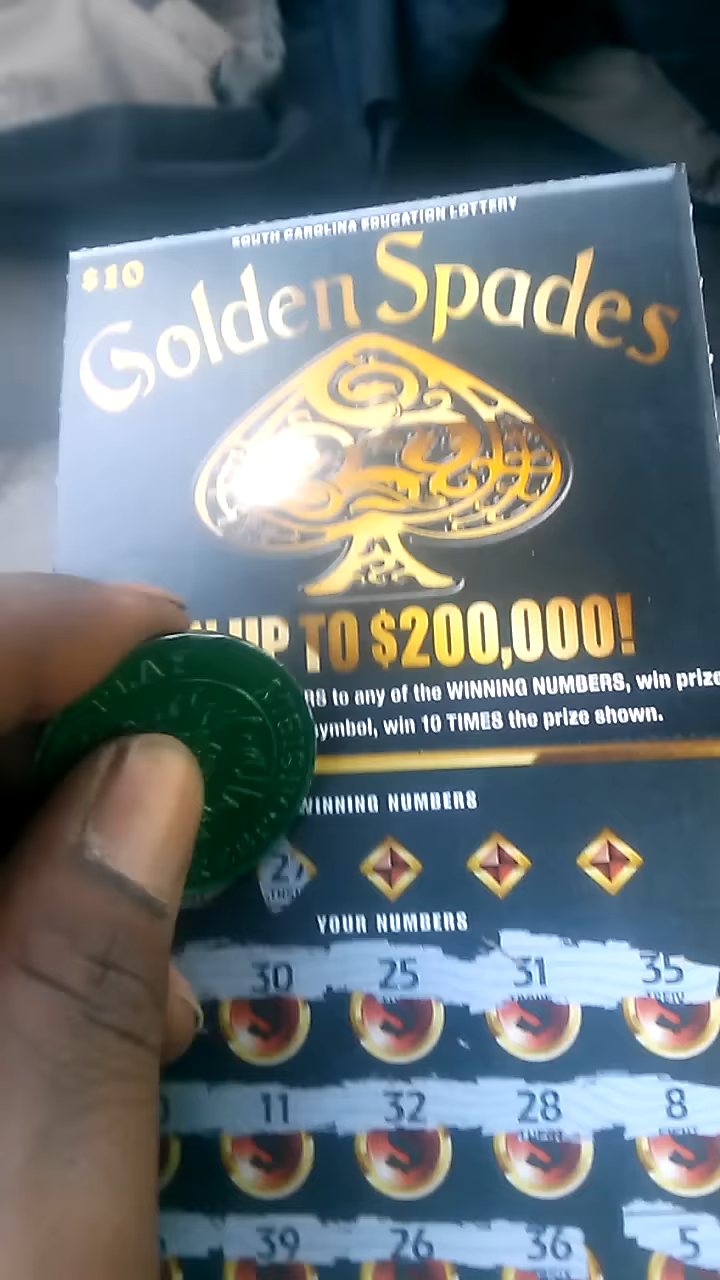 SOUTH CAROLINA EDUCATION LOTTERY
$10
Golden Spades
UP TO $200,000!
RS to any of the WINNING NUMBERS, win prize
symbol, win 10 TIMES the prize shown.
WINNING NUMBERS
YOUR NUMBERS
30 25 31 35
11 32 28 8
39 26 36 5